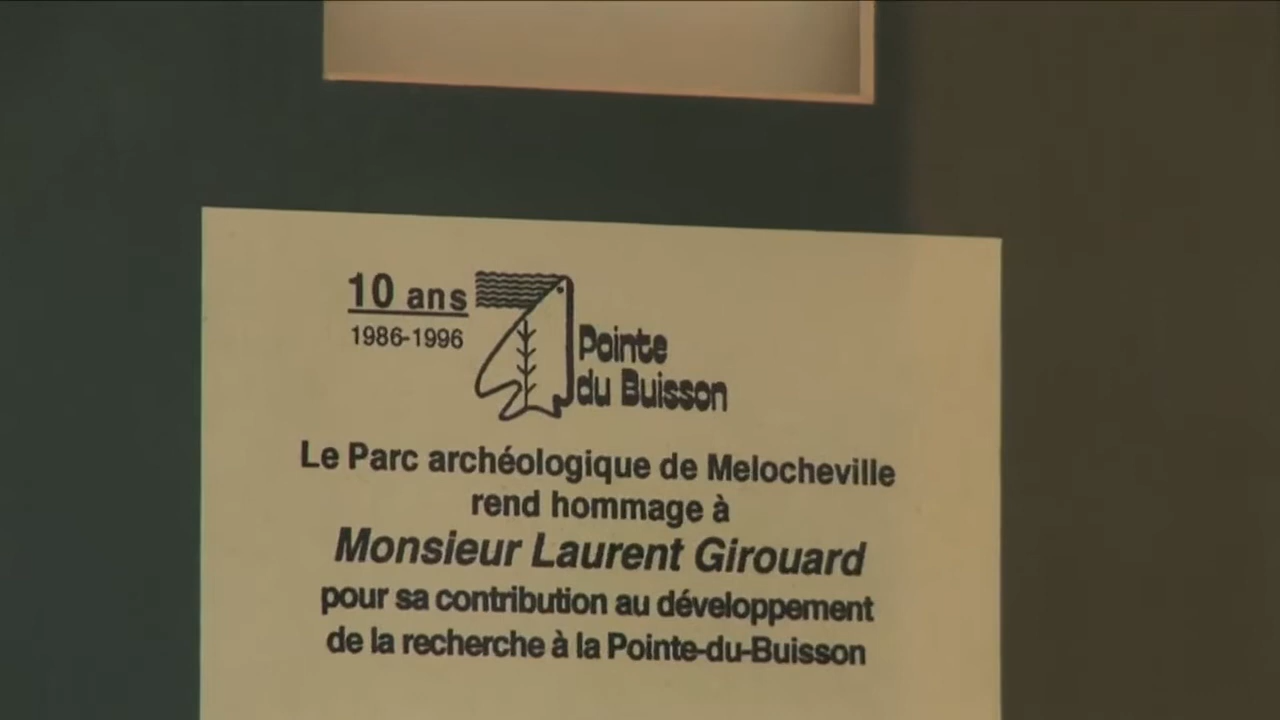 10 ans
1986-1996
Pointe
du Buisson
Le Parc archéologique de Melocheville
rend hommage à
Monsieur Laurent Girouard
pour sa contribution au développement
de la recherche à la Pointe-du-Buisson